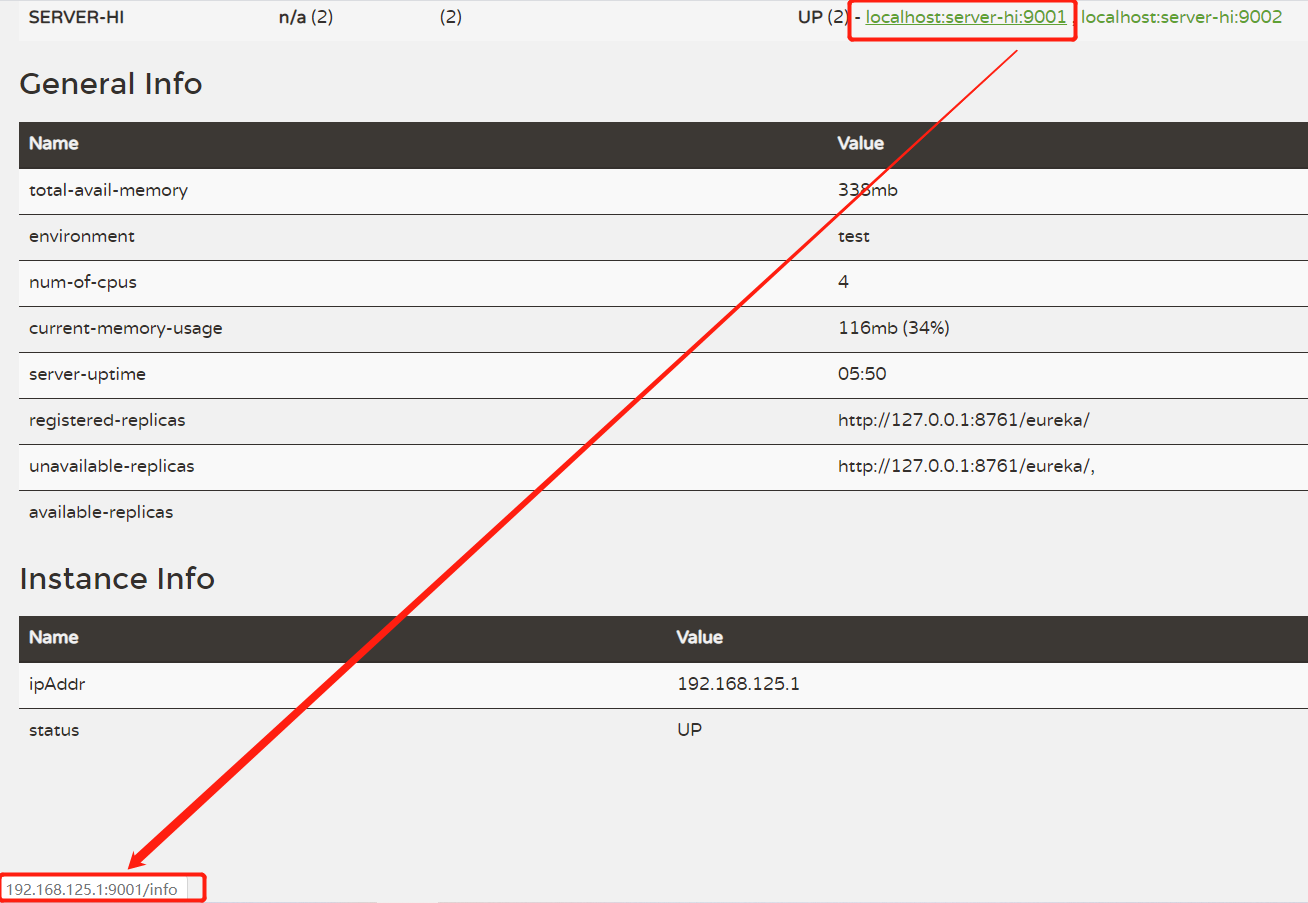 SERVER-HI n/a (2) (2) UP (2) - localhost:server-hi:9001 , localhost:server-hi:9002
General Info
Name Value
total-avail-memory 338mb
environment test
num-of-cpus 4
current-memory-usage 116mb (34%)
server-uptime 05:50
registered-replicas http://127.0.0.1:8761/eureka/
unavailable-replicas http://127.0.0.1:8761/eureka/,
available-replicas
Instance Info
Name Value
ipAddr 192.168.125.1
status UP
192.168.125.1:9001/info